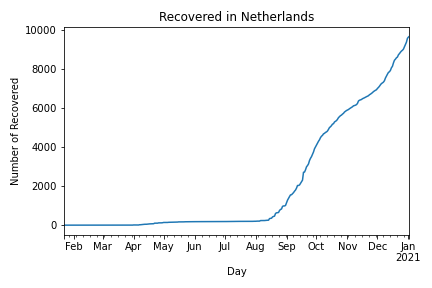 Recovered in Netherlands
10000
8000
6000
4000
2000
0
Number of Recovered
Feb Mar Apr May Jun Jul Aug Sep Oct Nov Dec Jan
2021
Day